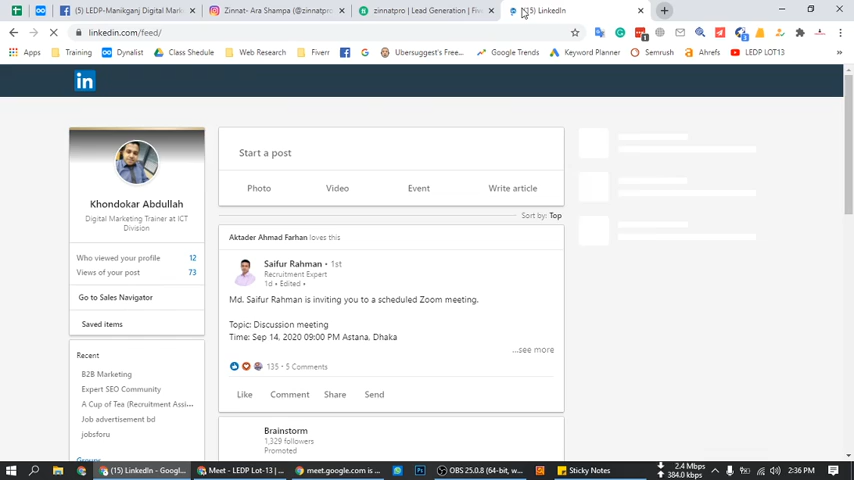 (5) LEDP-Manikganj Digital Mark
Zinnat- Ara Shampa (@zinnatpro
zinnatpro | Lead Generation | Five
(15) LinkedIn
linkedin.com/feed/
Apps
Training
Dynalist
Class
Web Research
Fiverr
Ubersuggest's Free...
Google Trends
Keyword Planner
Semrush
Ahrefs
LEDP LOT13
in
Khondokar Abdullah
Digital Marketing Trainer at ICT
Division
Who viewed your profile 12
Views of your post 73
Go to Sales Navigator
Saved items
Recent
B2B Marketing
Expert SEO Community
A Cup of Tea (Recruitment Assi...
Job advertisement bd
jobsforu
Groups
Start a post
Photo Video Event Write article
Sort by: Top
Aktader Ahmad Farhan loves this
Saifur Rahman • 1st
Recruitment Expert
1d • Edited •
Md. Saifur Rahman is inviting you to a scheduled Zoom meeting.
Topic: Discussion meeting
Time: Sep 14, 2020 09:00 PM Astana, Dhaka
...see more
135 • 5 Comments
Like Comment Share Send
Brainstorm
1,329 followers
Promoted
(15) LinkedIn - Googl...
Meet - LEDP Lot-13 | ...
meet.google.com is ...
OBS 25.0.8 (64-bit, w...
Sticky Notes
2.4 Mbps
384.0 kbps
2:36 PM